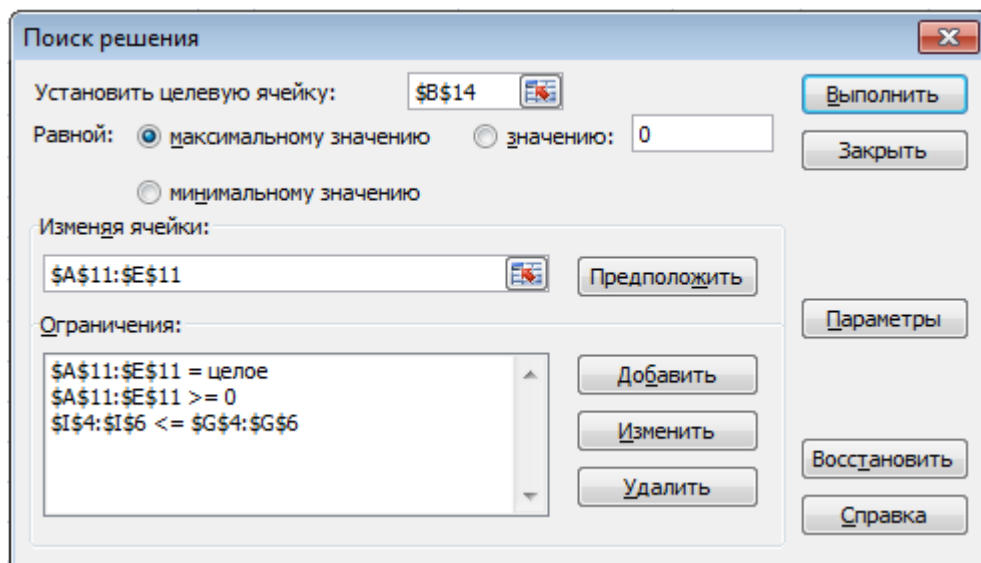 Поиск решения
Установить целевую ячейку: $B$14
Выполнить
Равной: максимальному значению значению: 0
Закрыть
минимальному значению
Изменяя ячейки:
$A$11:$E$11
Предположить
Ограничения:
Параметры
$A$11:$E$11 = целое
$A$11:$E$11 >= 0
$I$4:$I$6 <= $G$4:$G$6
Добавить
Изменить
Удалить
Восстановить
Справка